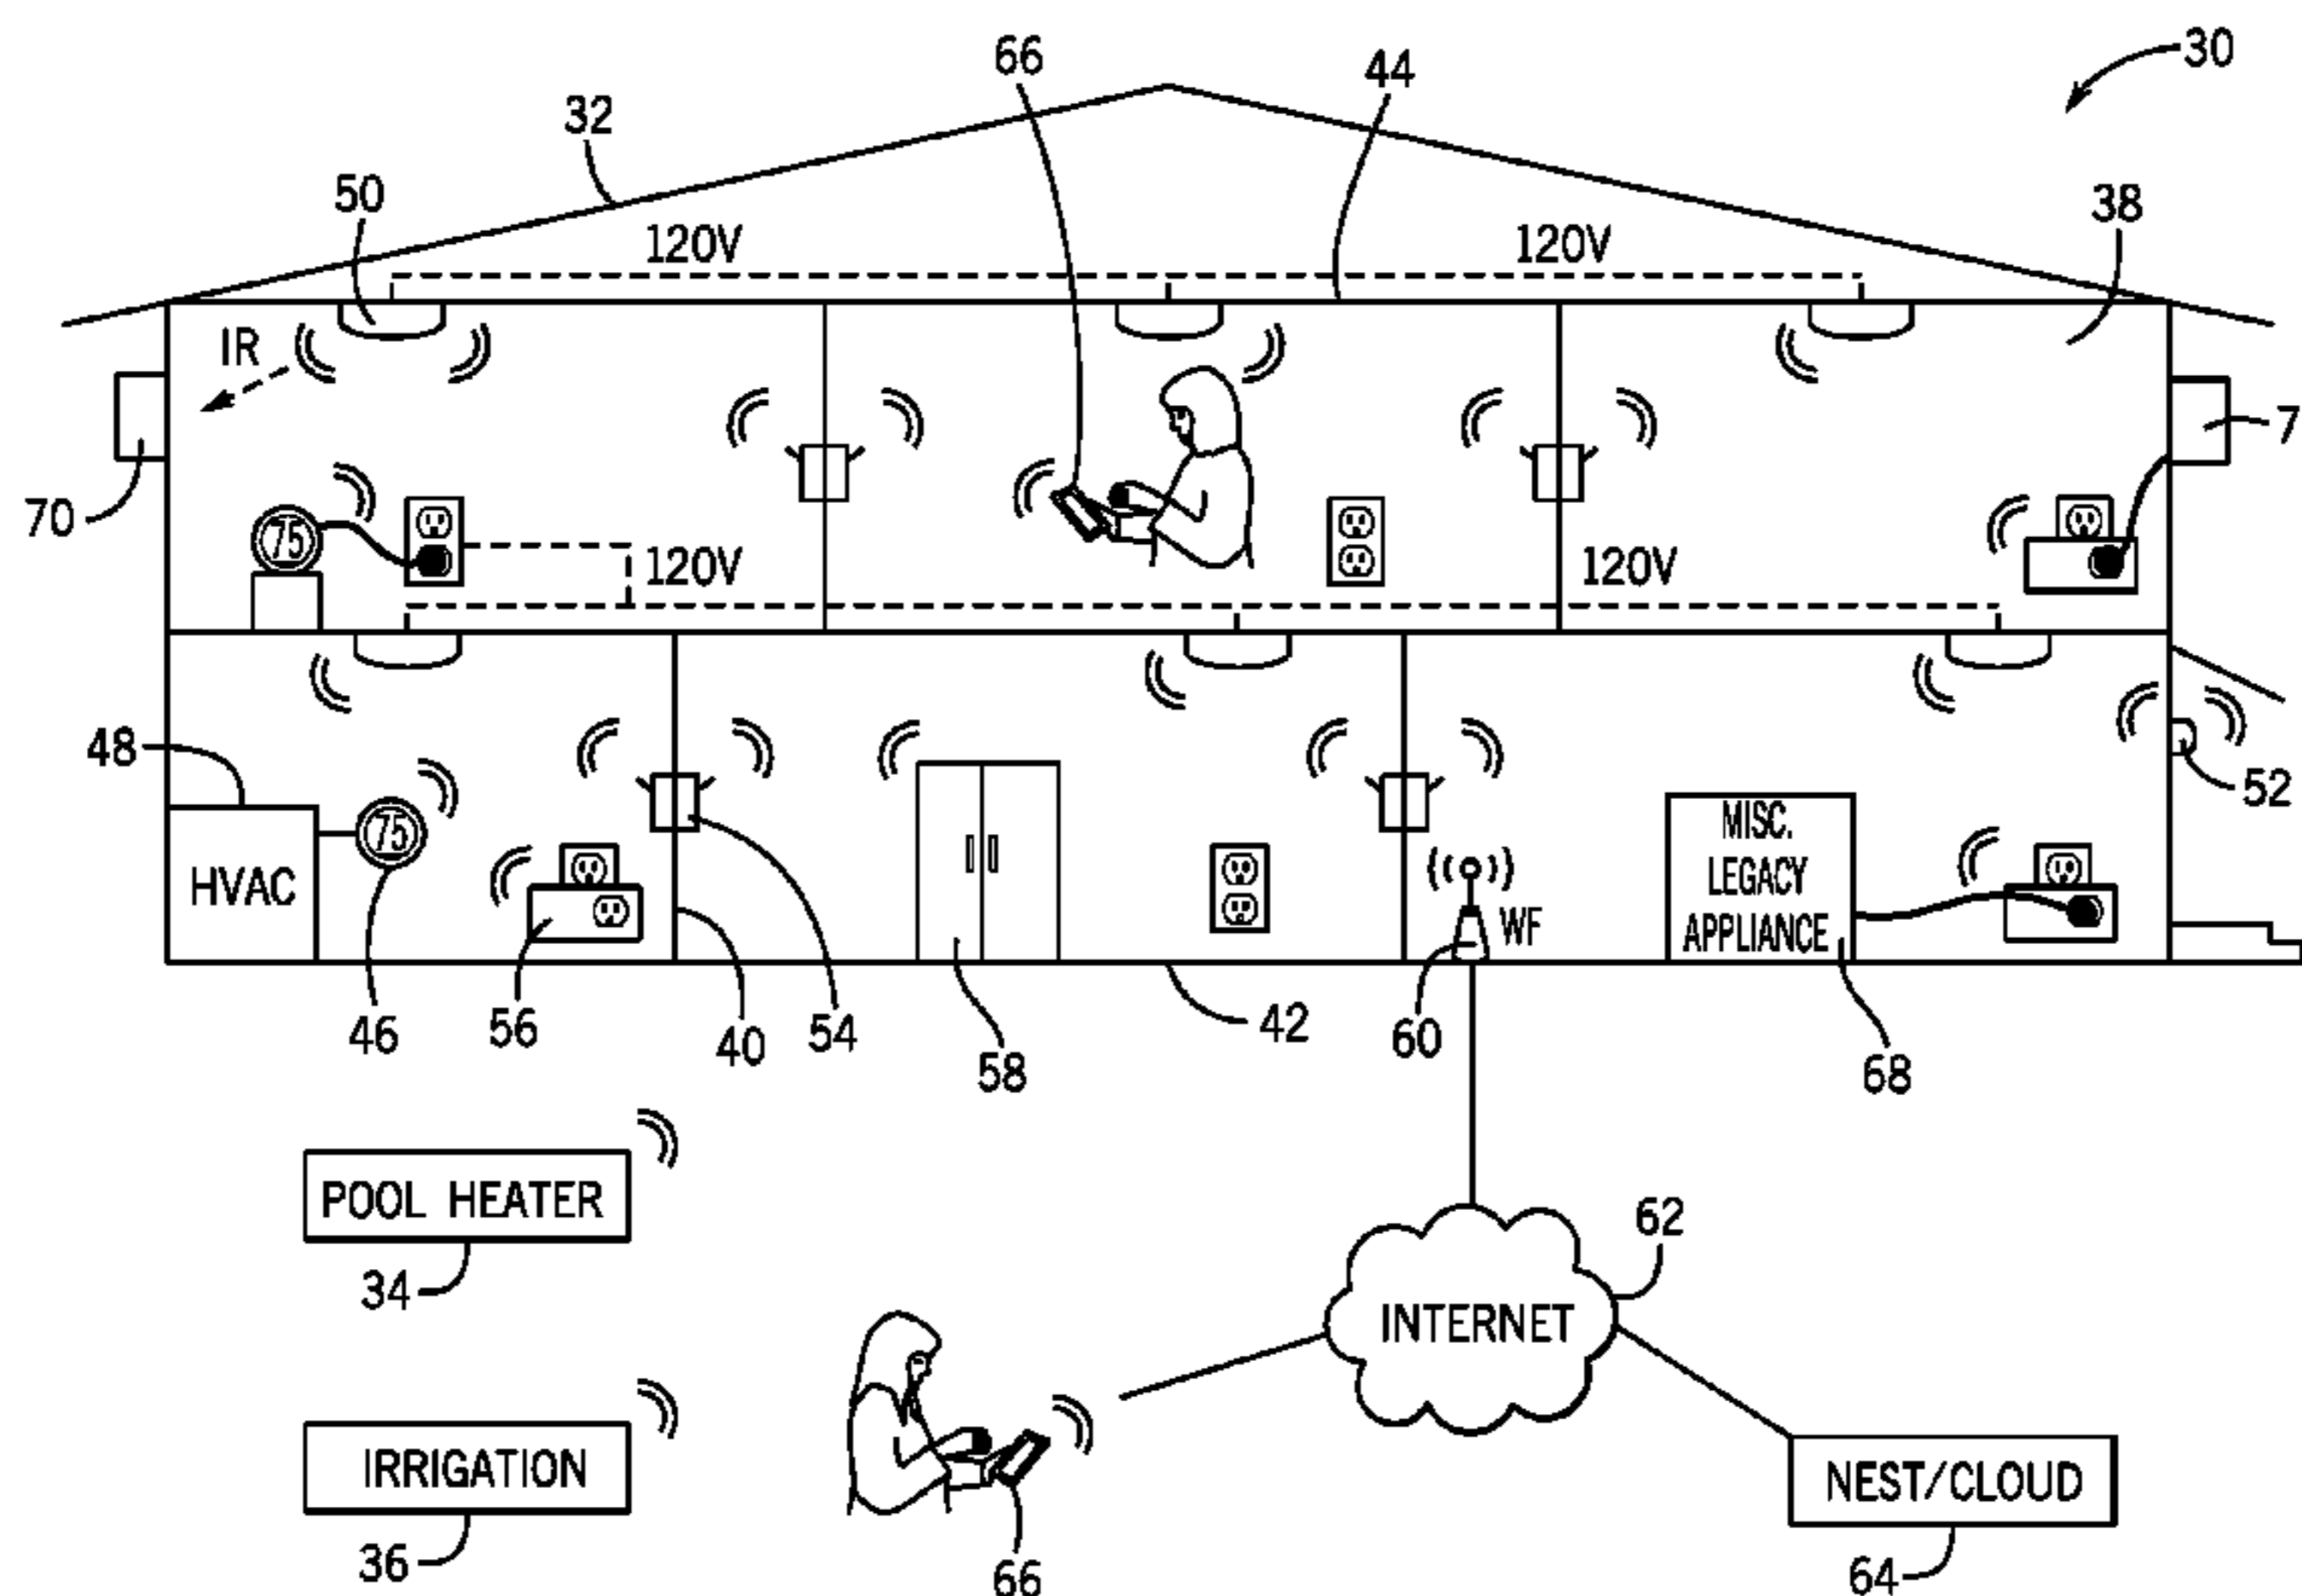 66
44
30
32
50
38
120V
120V
IR
7
70
75
120V
120V
48
75
52
HVAC
MISC.
LEGACY
APPLIANCE
WF
46
56
40
54
58
42
60
68
POOL HEATER
62
34
INTERNET
IRRIGATION
NEST/CLOUD
36
66
64